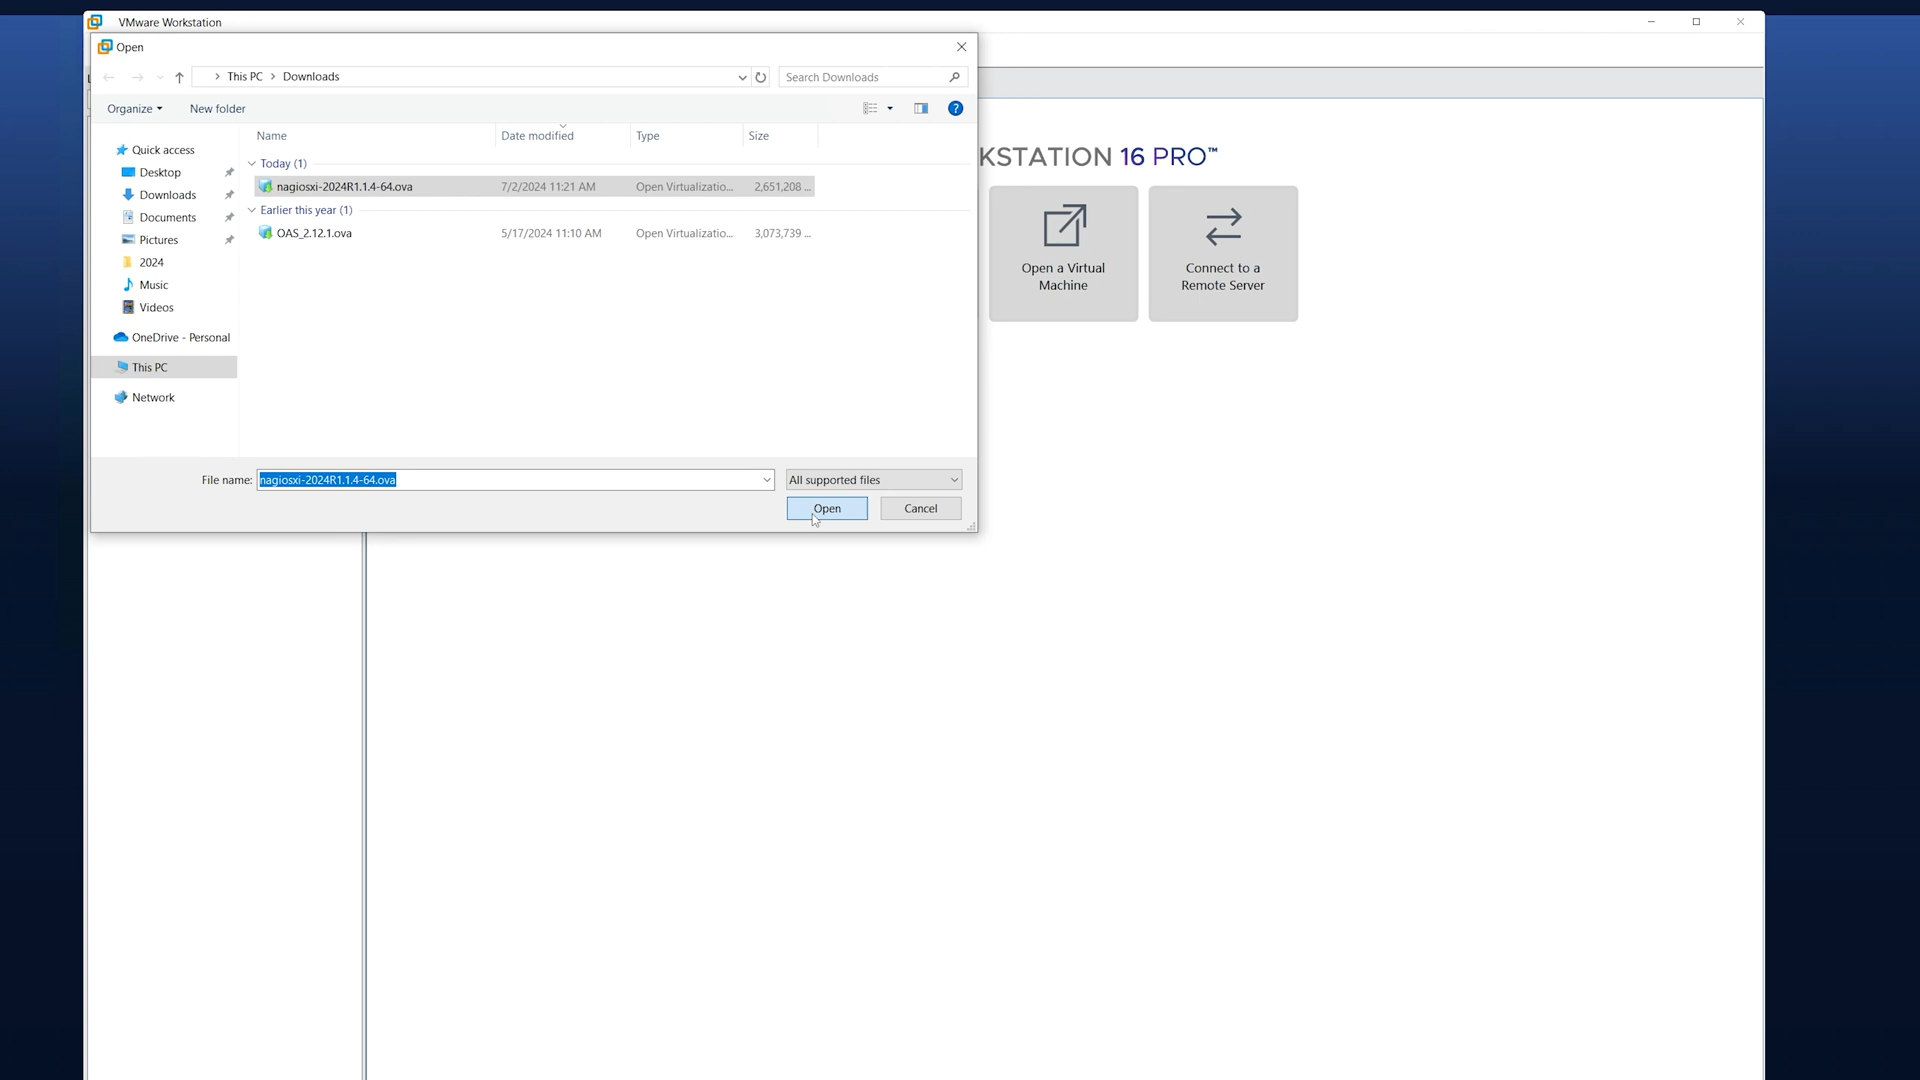 VMware Workstation
Open
This PC > Downloads
Search Downloads
Organize
New folder
Name Date modified Type Size
Today (1)
nagiosxi-2024R1.1.4-64.ova 7/2/2024 11:21 AM Open Virtualizatio... 2,651,208 ...
Earlier this year (1)
OAS_2.12.1.ova 5/17/2024 11:10 AM Open Virtualizatio... 3,073,739 ...
Quick access
Desktop
Downloads
Documents
Pictures
2024
Music
Videos
OneDrive - Personal
This PC
Network
File name: nagiosxi-2024R1.1.4-64.ova
All supported files
Open
Cancel
KSTATION 16 PRO™
Open a Virtual
Machine
Connect to a
Remote Server